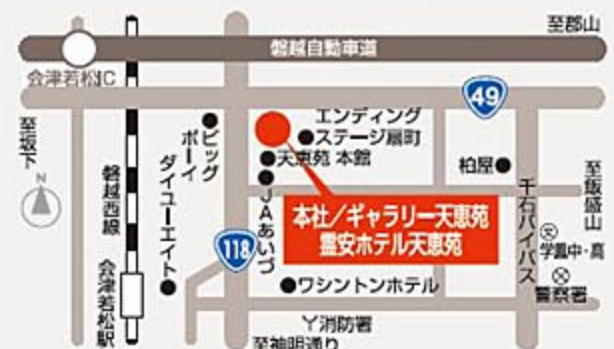 至郡山
磐越自動車道
会津若松IC
49
至坂下
N
磐越西線
会津若松駅
ビッグ
ボーイ
ダイユーエイト
エンディング
ステージ扇町
天恵苑 本館
JAあいづ
118
本社/ギャラリー天恵苑
霊安ホテル天恵苑
柏屋
千石バイパス
至飯盛山
文
学鳳中・高
警察署
ワシントンホテル
消防署
至神明通り